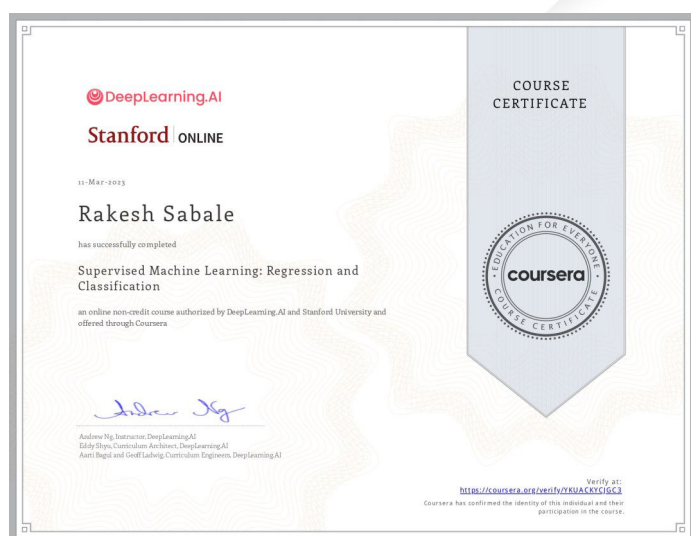 DeepLearning.AI
Stanford ONLINE
11-Mar-2023
Rakesh Sabale
has successfully completed
Supervised Machine Learning: Regression and
Classification
an online non-credit course authorized by DeepLearning.AI and Stanford University and
offered through Coursera
Andrew Ng
Andrew Ng, Instructor, DeepLearning.AI
Eddy Shyu, Curriculum Architect, DeepLearning.AI
Aarti Bagul and Geoff Ladwig, Curriculum Engineers, DeepLearning.AI
COURSE
CERTIFICATE
EDUCATION FOR EVERYONE
coursera
COURSE CERTIFICATE
Verify at:
https://coursera.org/verify/YKUACKYCJGC3
Coursera has confirmed the identity of this individual and their
participation in the course.